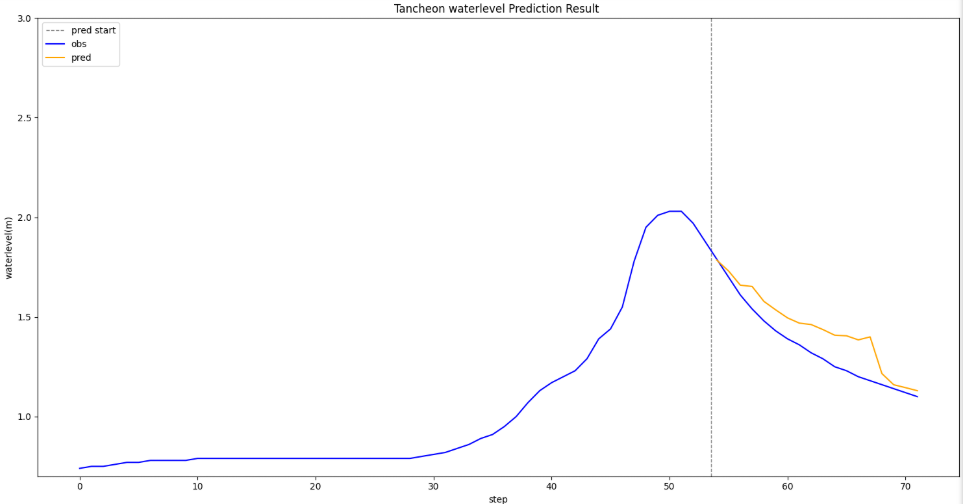 Tancheon waterlevel Prediction Result
pred start
obs
pred
3.0
2.5
2.0
1.5
1.0
waterlevel(m)
0 10 20 30 40 50 60 70
step